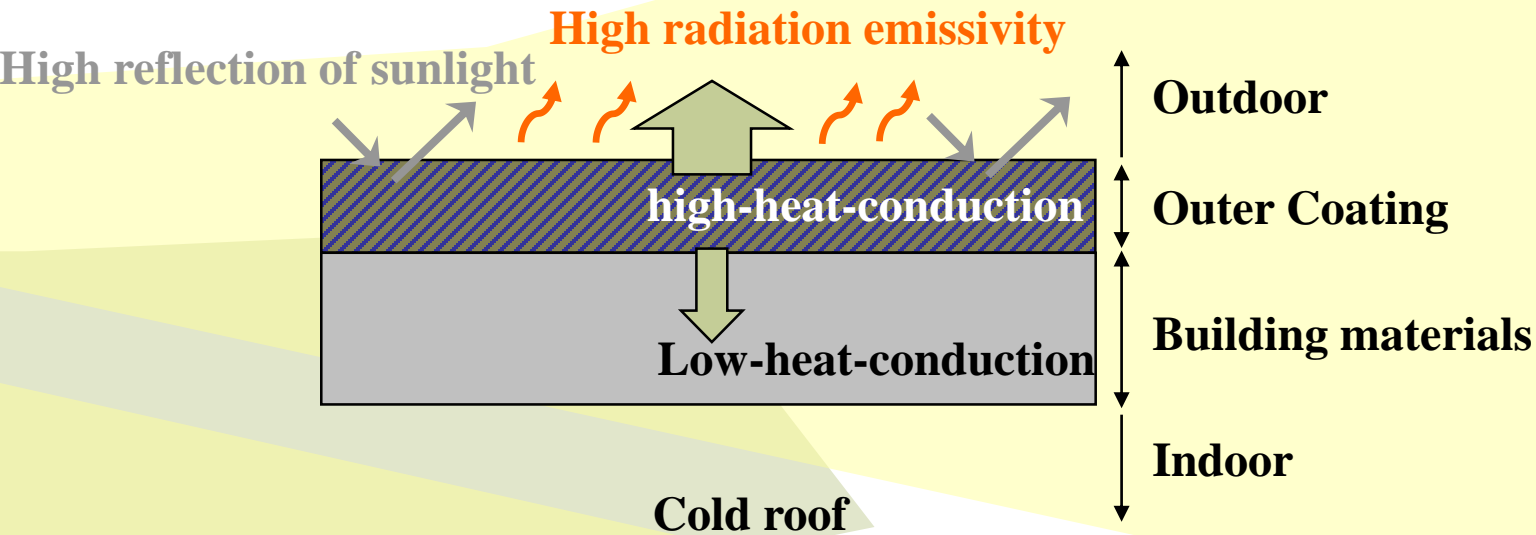 High radiation emissivity
High reflection of sunlight
Outdoor
high-heat-conduction
Outer Coating
Building materials
Low-heat-conduction
Indoor
Cold roof